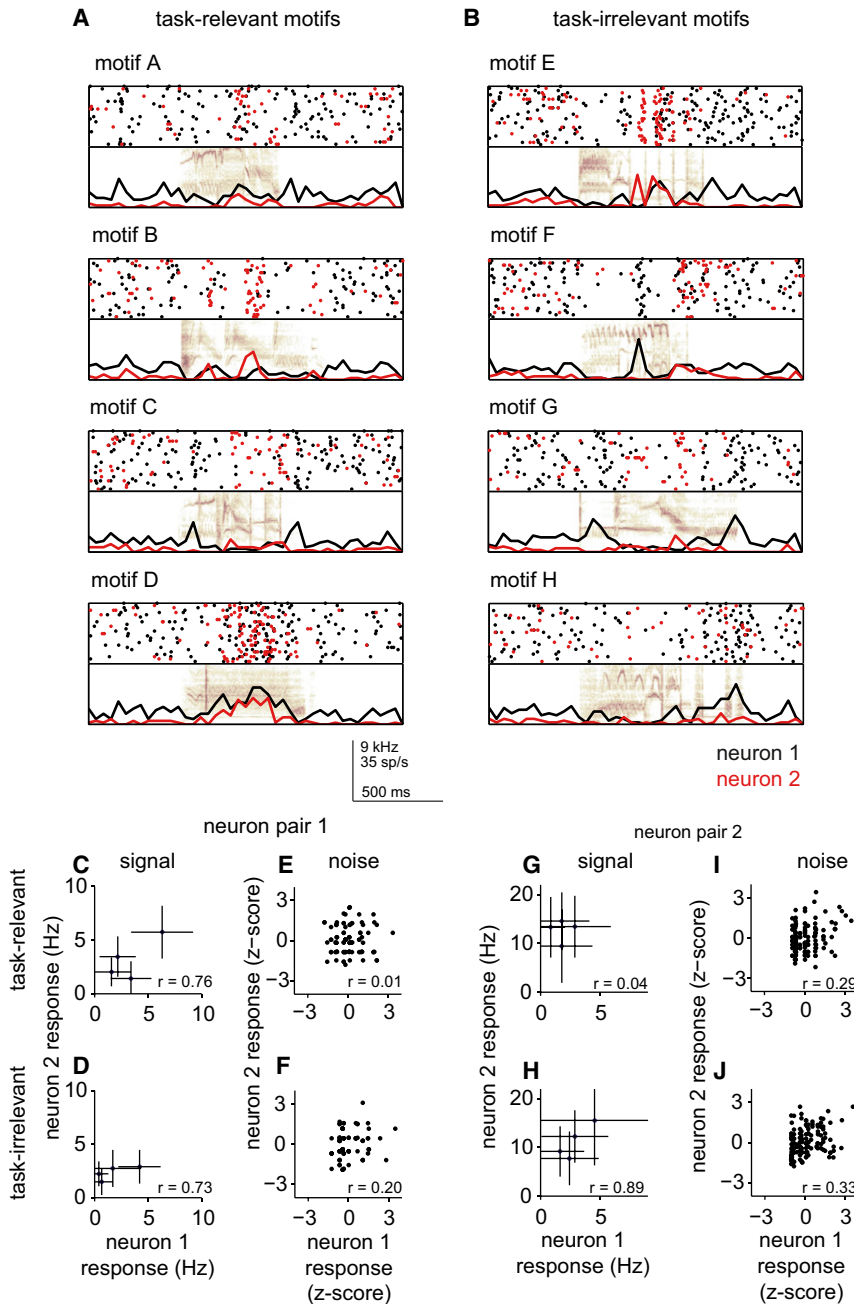 A task-relevant motifs
B task-irrelevant motifs
motif A
motif E
motif B
motif F
motif C
motif G
motif D
motif H
9 kHz
35 sp/s
500 ms
neuron 1
neuron 2
neuron pair 1
neuron pair 2
C signal
E noise
G signal
I noise
task-relevant
task-irrelevant
neuron 2 response (Hz)
10
5
0
0 5 10
r = 0.76
neuron 2 response (z-score)
3
0
−3
−3 0 3
r = 0.01
neuron 2 response (Hz)
20
10
0
0 5
r = 0.04
neuron 2 response (z-score)
3
0
−3
−3 0 3
r = 0.29
D
10
5
0
0 5 10
r = 0.73
F
3
0
−3
−3 0 3
r = 0.20
H
20
10
0
0 5
r = 0.89
J
3
0
−3
−3 0 3
r = 0.33
neuron 1
response (Hz)
neuron 1
response
(z-score)
neuron 1
response (Hz)
neuron 1
response
(z-score)